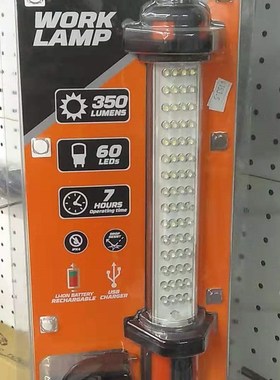 WORK
LAMP
350
LUMENS
60
LEDs
7
HOURS
Operating time
LI-ION BATTERY
RECHARGEABLE
USB
CHARGER